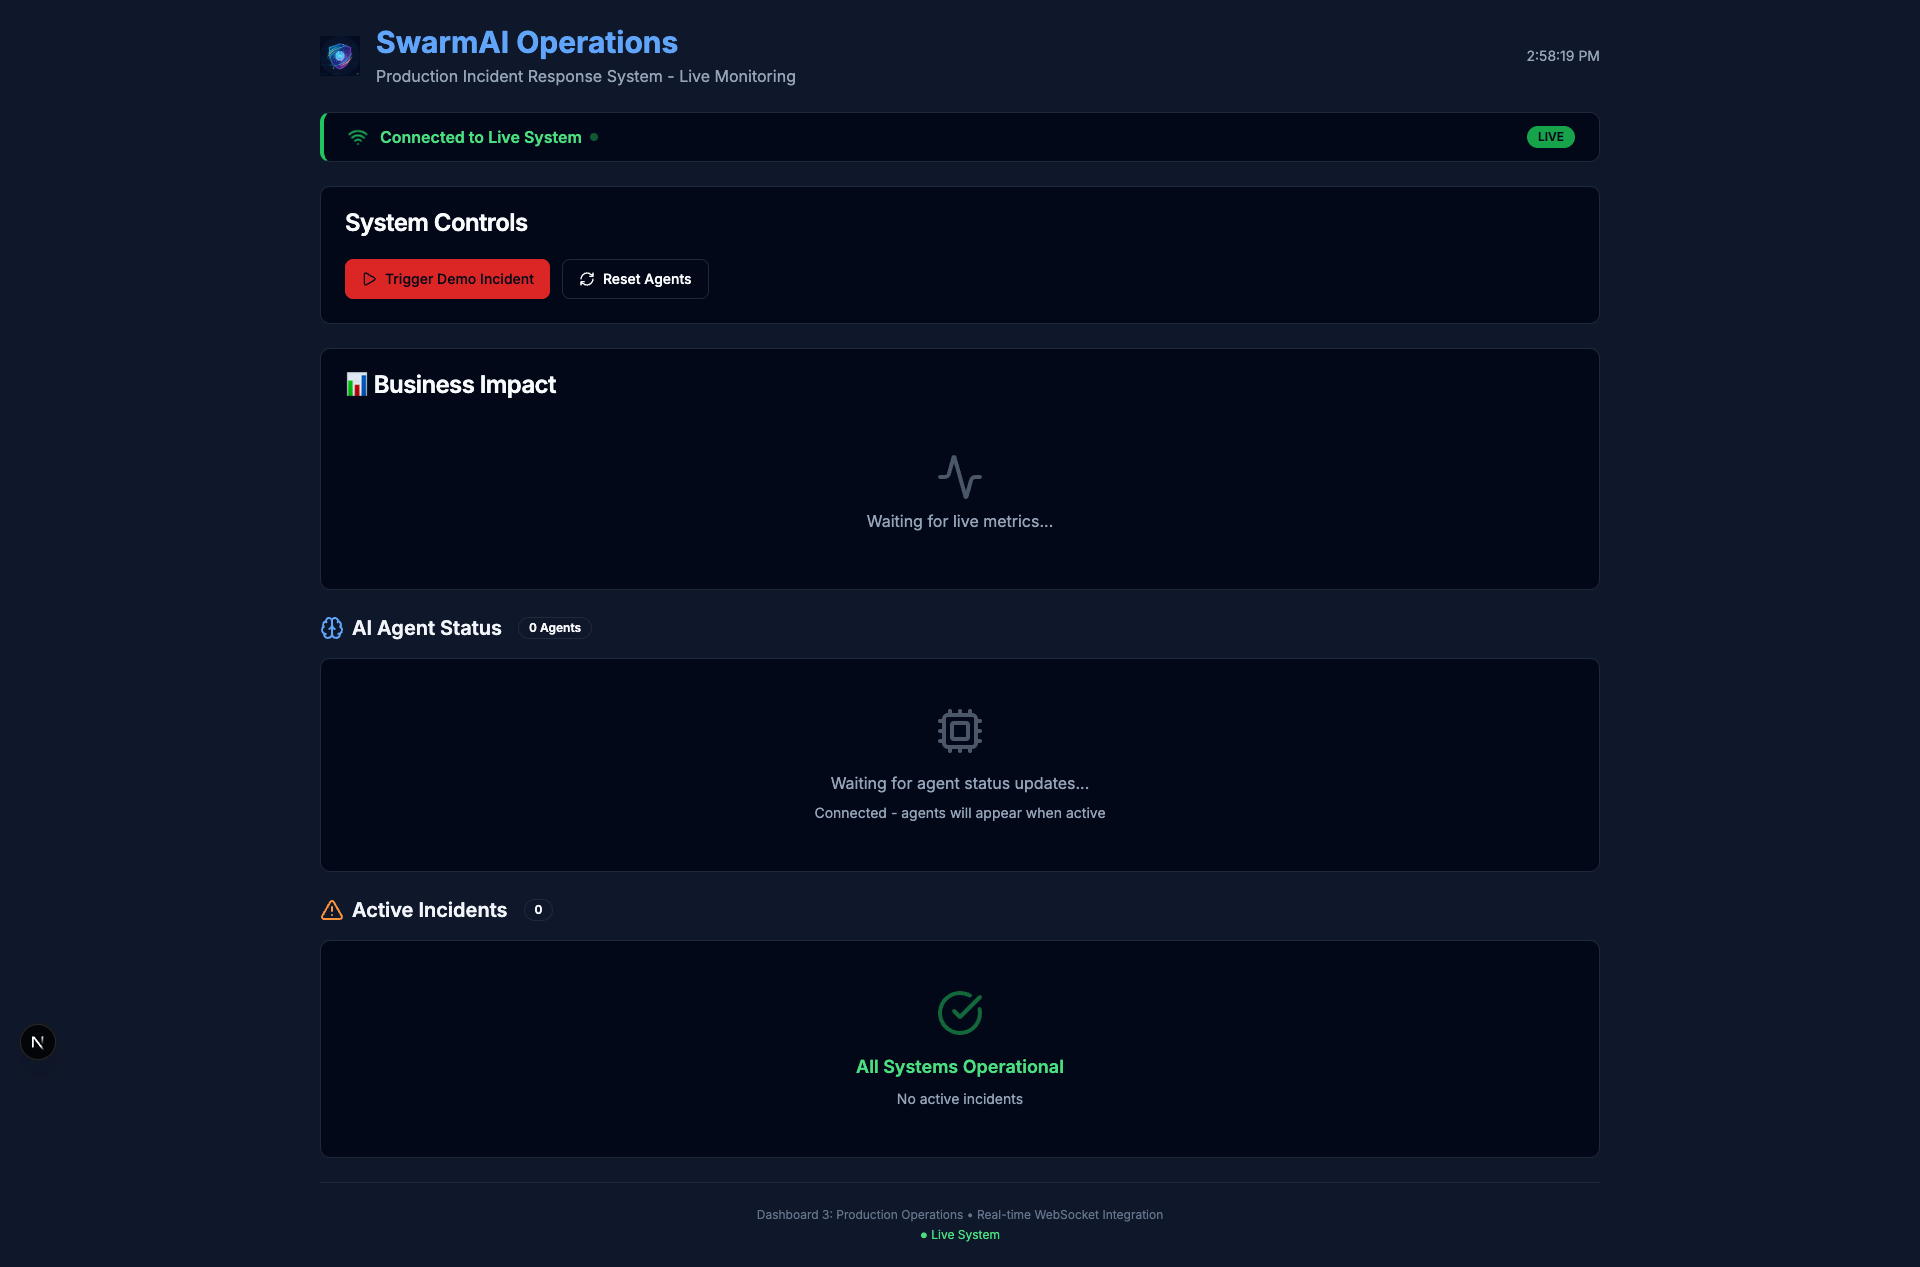 SwarmAI Operations
Production Incident Response System - Live Monitoring
2:58:19 PM
Connected to Live System
LIVE
System Controls
Trigger Demo Incident
Reset Agents
Business Impact
Waiting for live metrics...
AI Agent Status
0 Agents
Waiting for agent status updates...
Connected - agents will appear when active
Active Incidents
0
All Systems Operational
No active incidents
N
Dashboard 3: Production Operations • Real-time WebSocket Integration
● Live System